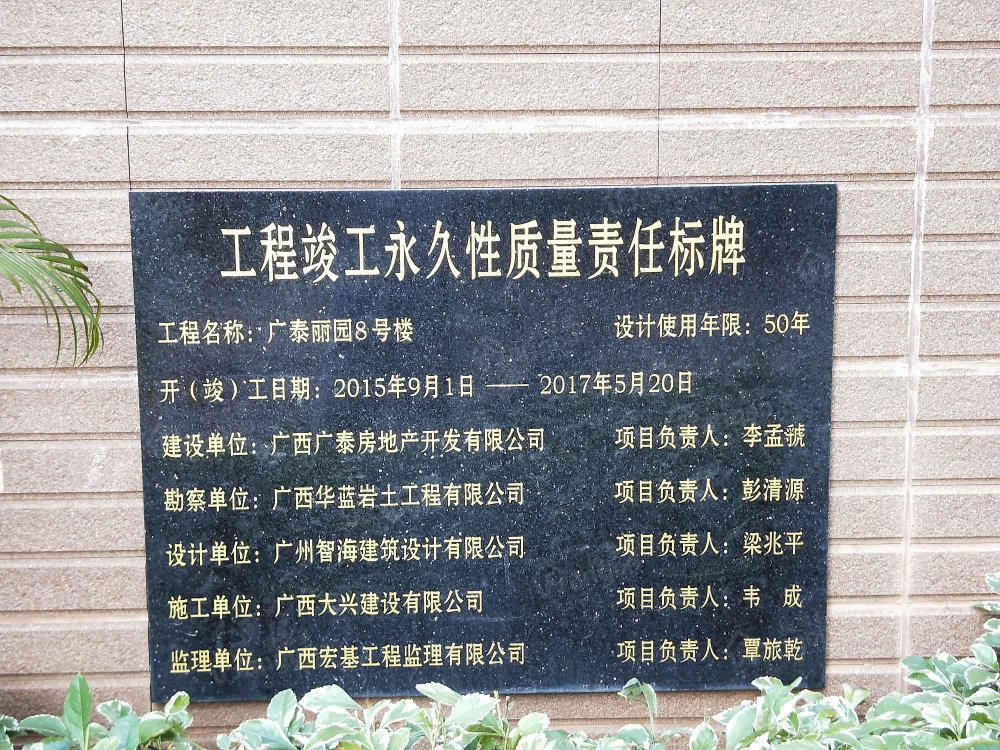 工程竣工永久性质量责任标牌
工程名称：广泰丽园8号楼 设计使用年限：50年
开（竣）工日期：2015年9月1日 —— 2017年5月20日
建设单位：广西广泰房地产开发有限公司 项目负责人：李孟虢
勘察单位：广西华蓝岩土工程有限公司 项目负责人：彭清源
设计单位：广州智海建筑设计有限公司 项目负责人：梁兆平
施工单位：广西大兴建设有限公司 项目负责人：韦 成
监理单位：广西宏基工程监理有限公司 项目负责人：覃旅乾